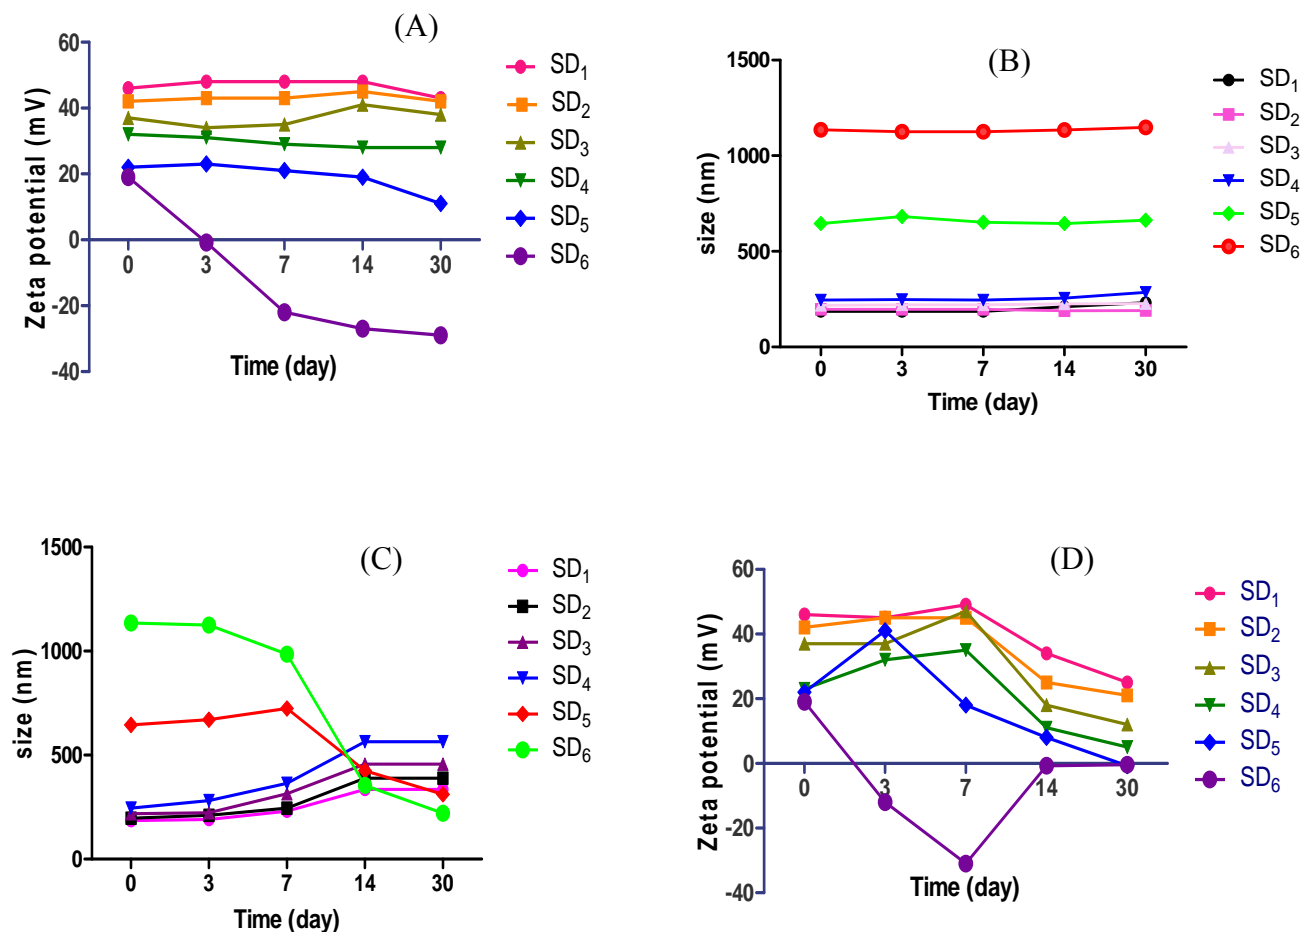 (A)
60
40
20
0
-20
-40
Zeta potential (m V)
0 3 7 14 30
Time (day)
SD1
SD2
SD3
SD4
SD5
SD6
(B)
1500
1000
500
0
size (nm)
0 3 7 14 30
Time (day)
SD1
SD2
SD3
SD4
SD5
SD6
(C)
1500
1000
500
0
size (nm)
0 3 7 14 30
Time (day)
SD1
SD2
SD3
SD4
SD5
SD6
(D)
60
40
20
0
-20
-40
Zeta potential (m V)
0 3 7 14 30
Time (day)
SD1
SD2
SD3
SD4
SD5
SD6